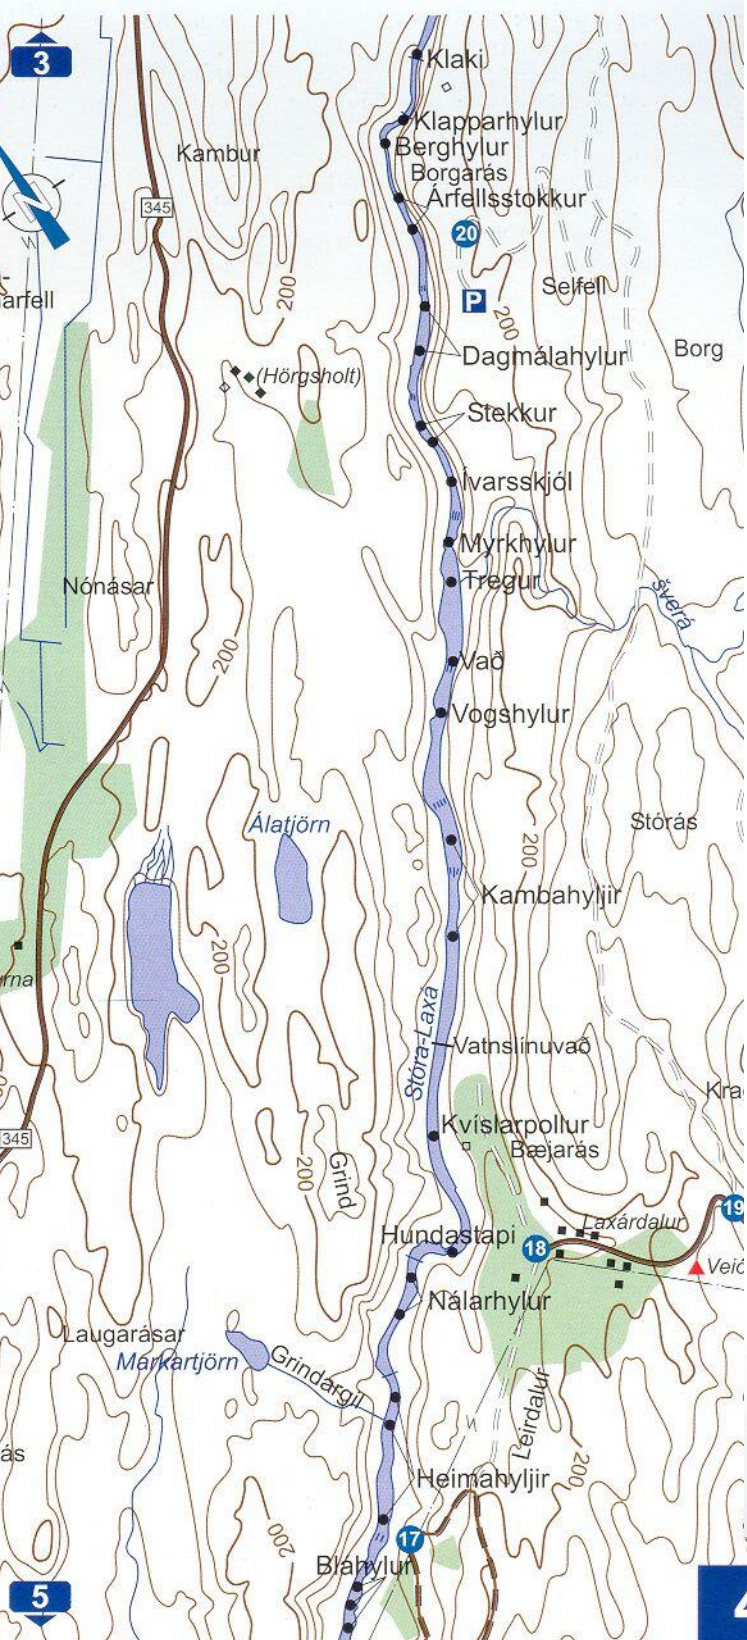 3
Klaki
Klapparhylur
Kambur
Berghylur
Borgarás
Árfellsstokkur
345
20
200
Selfell
arfell
P
200
Borg
Dagmálahylur
(Hörgsholt)
Stekkur
Ívarsskjól
Myrkhylur
Tregur
Nónásar
šverá
200
Vað
Vogshylur
Stórás
Álatjörn
200
Kambahyljir
200
rna
Stóra-Laxá
Vatnslínuvað
Kra
Kvíslarpollur
345
Bæjarás
200
Grind
19
Laxárdalur
Hundastapi
18
Veið
Nálarhylur
Laugarásar
Markartjörn
Grindargil
Leirdalur
ás
200
Heimahyljir
200
17
Bláhylur
5
4